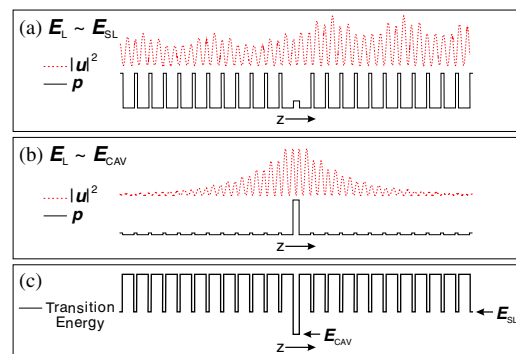 (a) E_L ~ E_SL
|u|²
p
z
(b) E_L ~ E_CAV
|u|²
p
z
(c)
Transition
Energy
E_SL
E_CAV
z